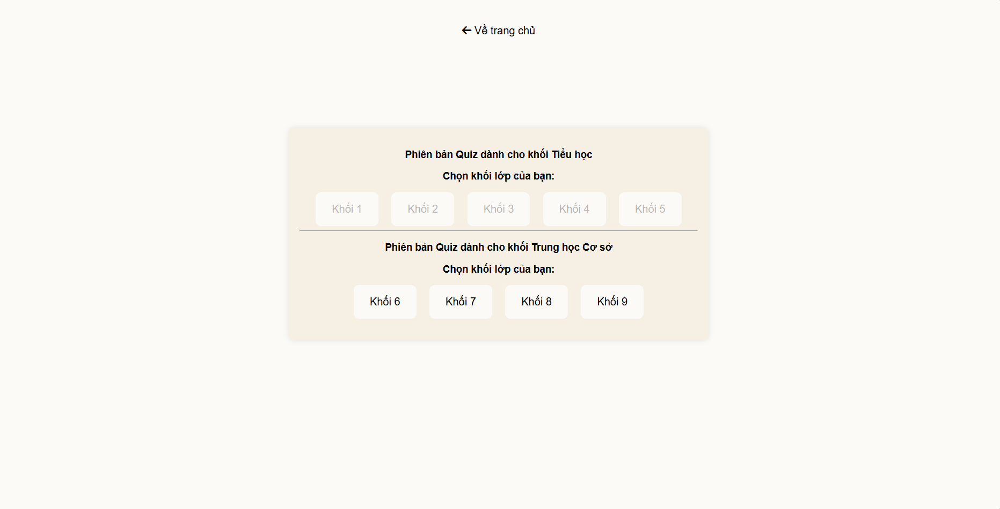 Về trang chủ
Phiên bản Quiz dành cho khối Tiểu học
Chọn khối lớp của bạn:
Khối 1 Khối 2 Khối 3 Khối 4 Khối 5
Phiên bản Quiz dành cho khối Trung học Cơ sở
Chọn khối lớp của bạn:
Khối 6 Khối 7 Khối 8 Khối 9